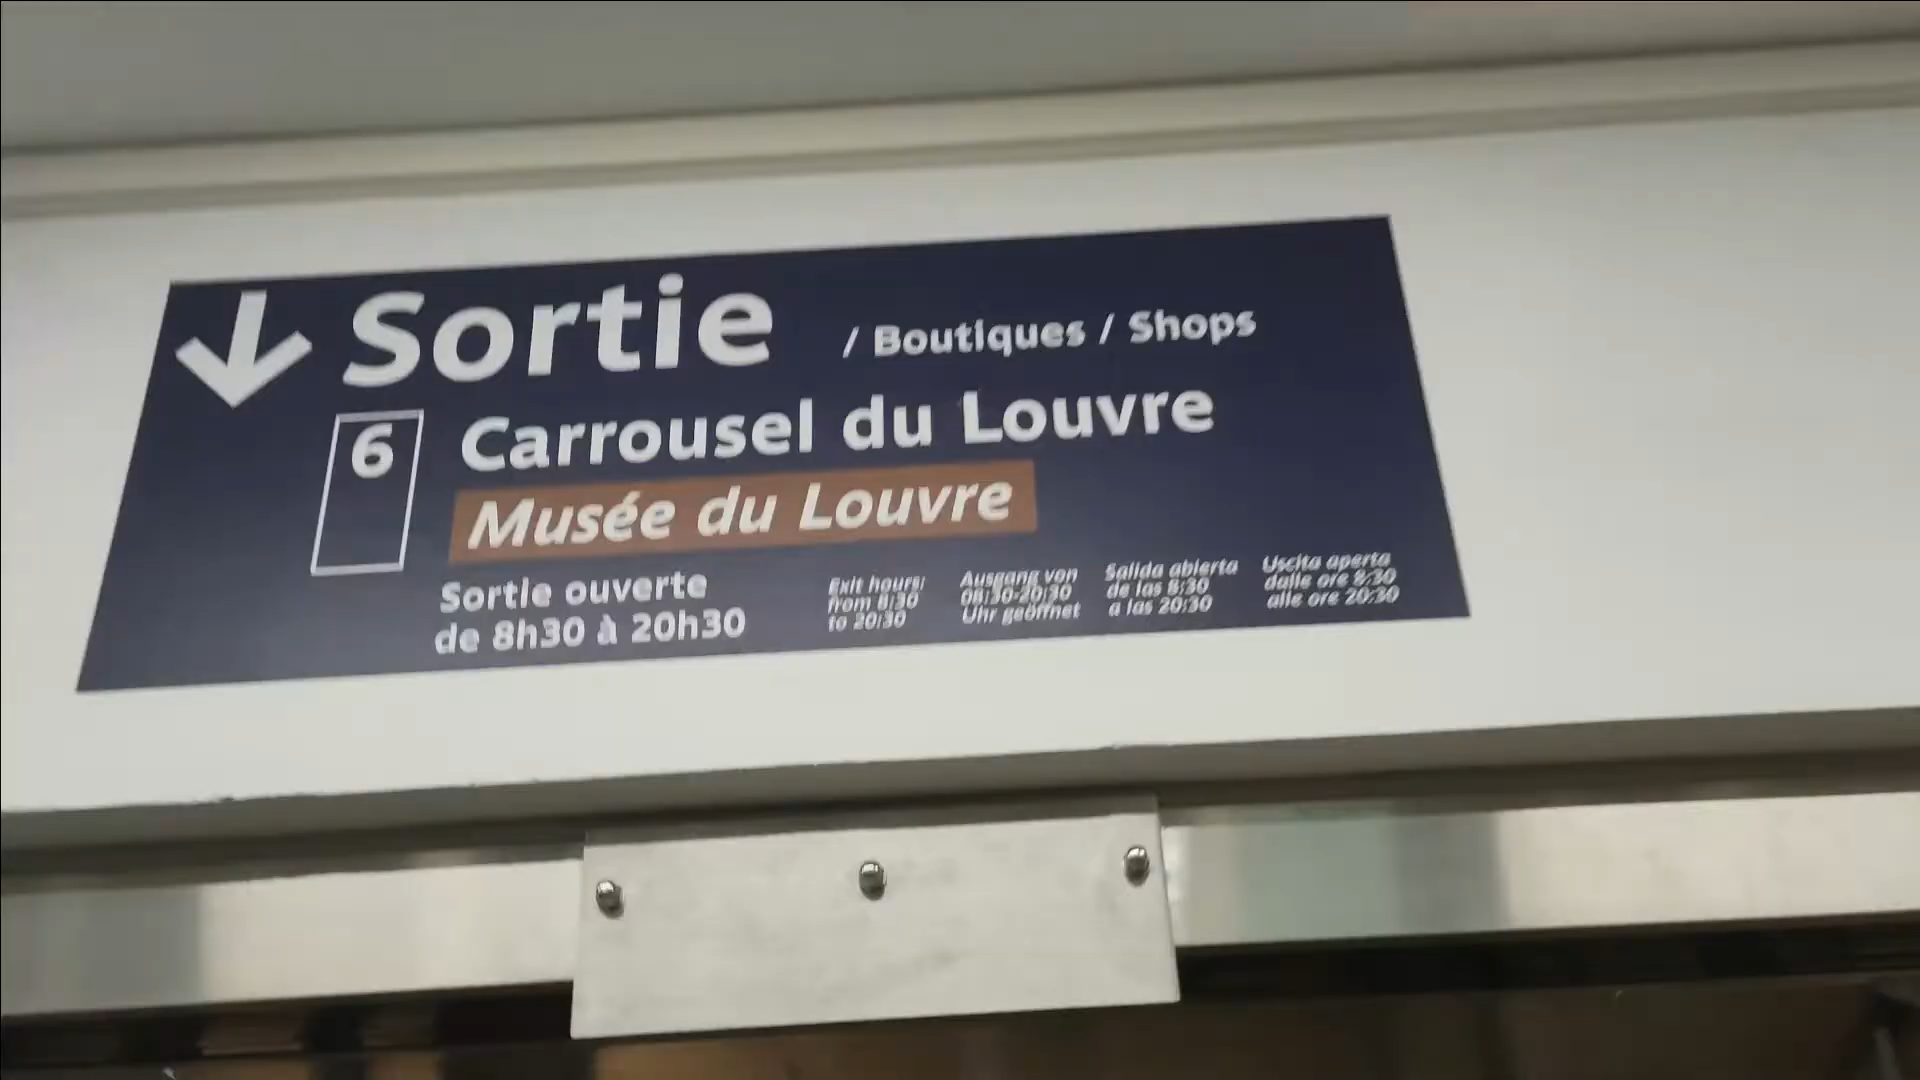 Sortie / Boutiques / Shops
6 Carrousel du Louvre
Musée du Louvre
Sortie ouverte
de 8h30 à 20h30
Exit hours:
from 8:30
to 20:30
Ausgang von
08:30-20:30
Uhr geöffnet
Salida abierta
de las 8:30
a las 20:30
Uscita aperta
dalle ore 8:30
alle ore 20:30